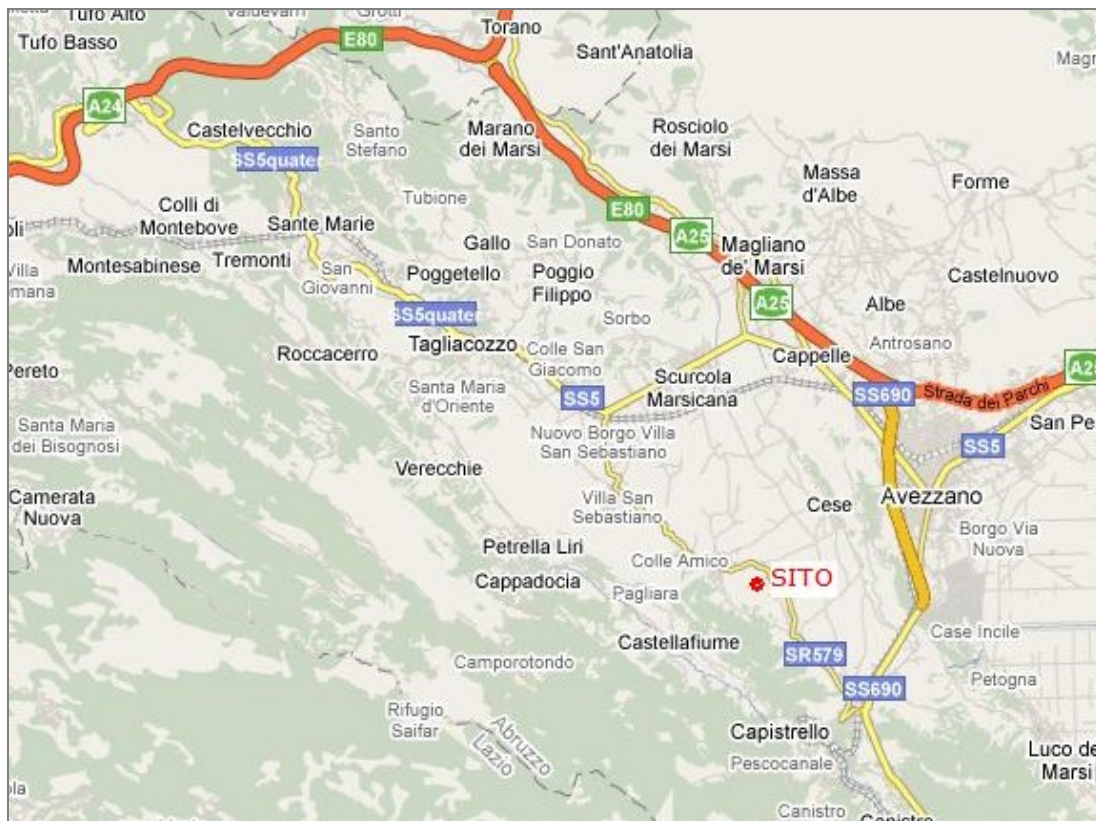 Tufo Alto
Tufo Basso
Grotti
Torano
Sant'Anatolia
E80
A24
Castelvecchio
Santo
Stefano
Marano
dei Marsi
Rosciolo
dei Marsi
SS5quater
Massa
d'Albe
Forme
Tubione
Colli di
Montebove
Sante Marie
E80
A25
Gallo
San Donato
Magliano
de' Marsi
Montesabinese
Tremonti
San
Giovanni
Poggetello
Poggio
Filippo
Castelnuovo
A25
Albe
SS5quater
Sorbo
Antrosano
Roccacerro
Tagliacozzo
Colle San
Giacomo
Cappelle
Pereto
Santa Maria
d'Oriente
SS5
Scurcola
Marsicana
SS690
Strada dei Parchi
Santa Maria
dei Bisognosi
Nuovo Borgo Villa
San Sebastiano
SS5
San Pe
Verecchie
Camerata
Nuova
Villa San
Sebastiano
Cese
Avezzano
Borgo Via
Nuova
Petrella Liri
Cappadocia
Colle Amico
SITO
Pagliara
Castellafiume
Case Incile
Camporotondo
SR579
Petogna
SS690
Rifugio
Saifar
Abruzzo
Lazio
Capistrello
Pescocanale
Luco de
Marsi
Canistro
Canistro